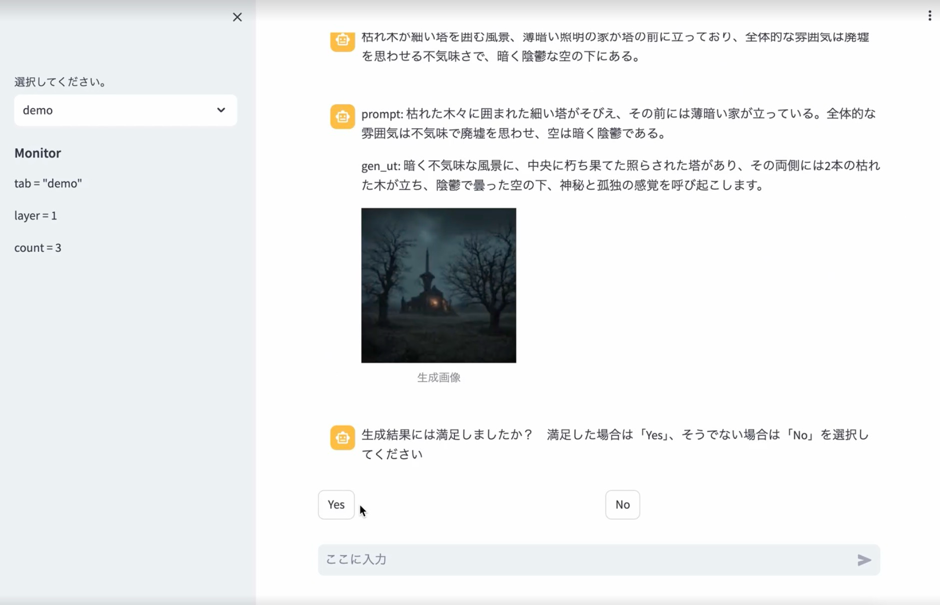 選択してください。
demo
Monitor
tab = "demo"
layer = 1
count = 3
枯れ木が細い塔を囲む風景、薄暗い照明の家が塔の前に立っており、全体的な雰囲気は廃墟
を思わせる不気味さで、暗く陰鬱な空の下にある。
prompt: 枯れた木々に囲まれた細い塔がそびえ、その前には薄暗い家が立っている。全体的な
雰囲気は不気味で廃墟を思わせ、空は暗く陰鬱である。
gen_ut: 暗く不気味な風景に、中央に朽ち果てた照らされた塔があり、その両側には2本の枯れ
た木が立ち、陰鬱で曇った空の下、神秘と孤独の感覚を呼び起こします。
生成画像
生成結果には満足しましたか？　満足した場合は「Yes」、そうでない場合は「No」を選択し
てください
Yes
No
ここに入力